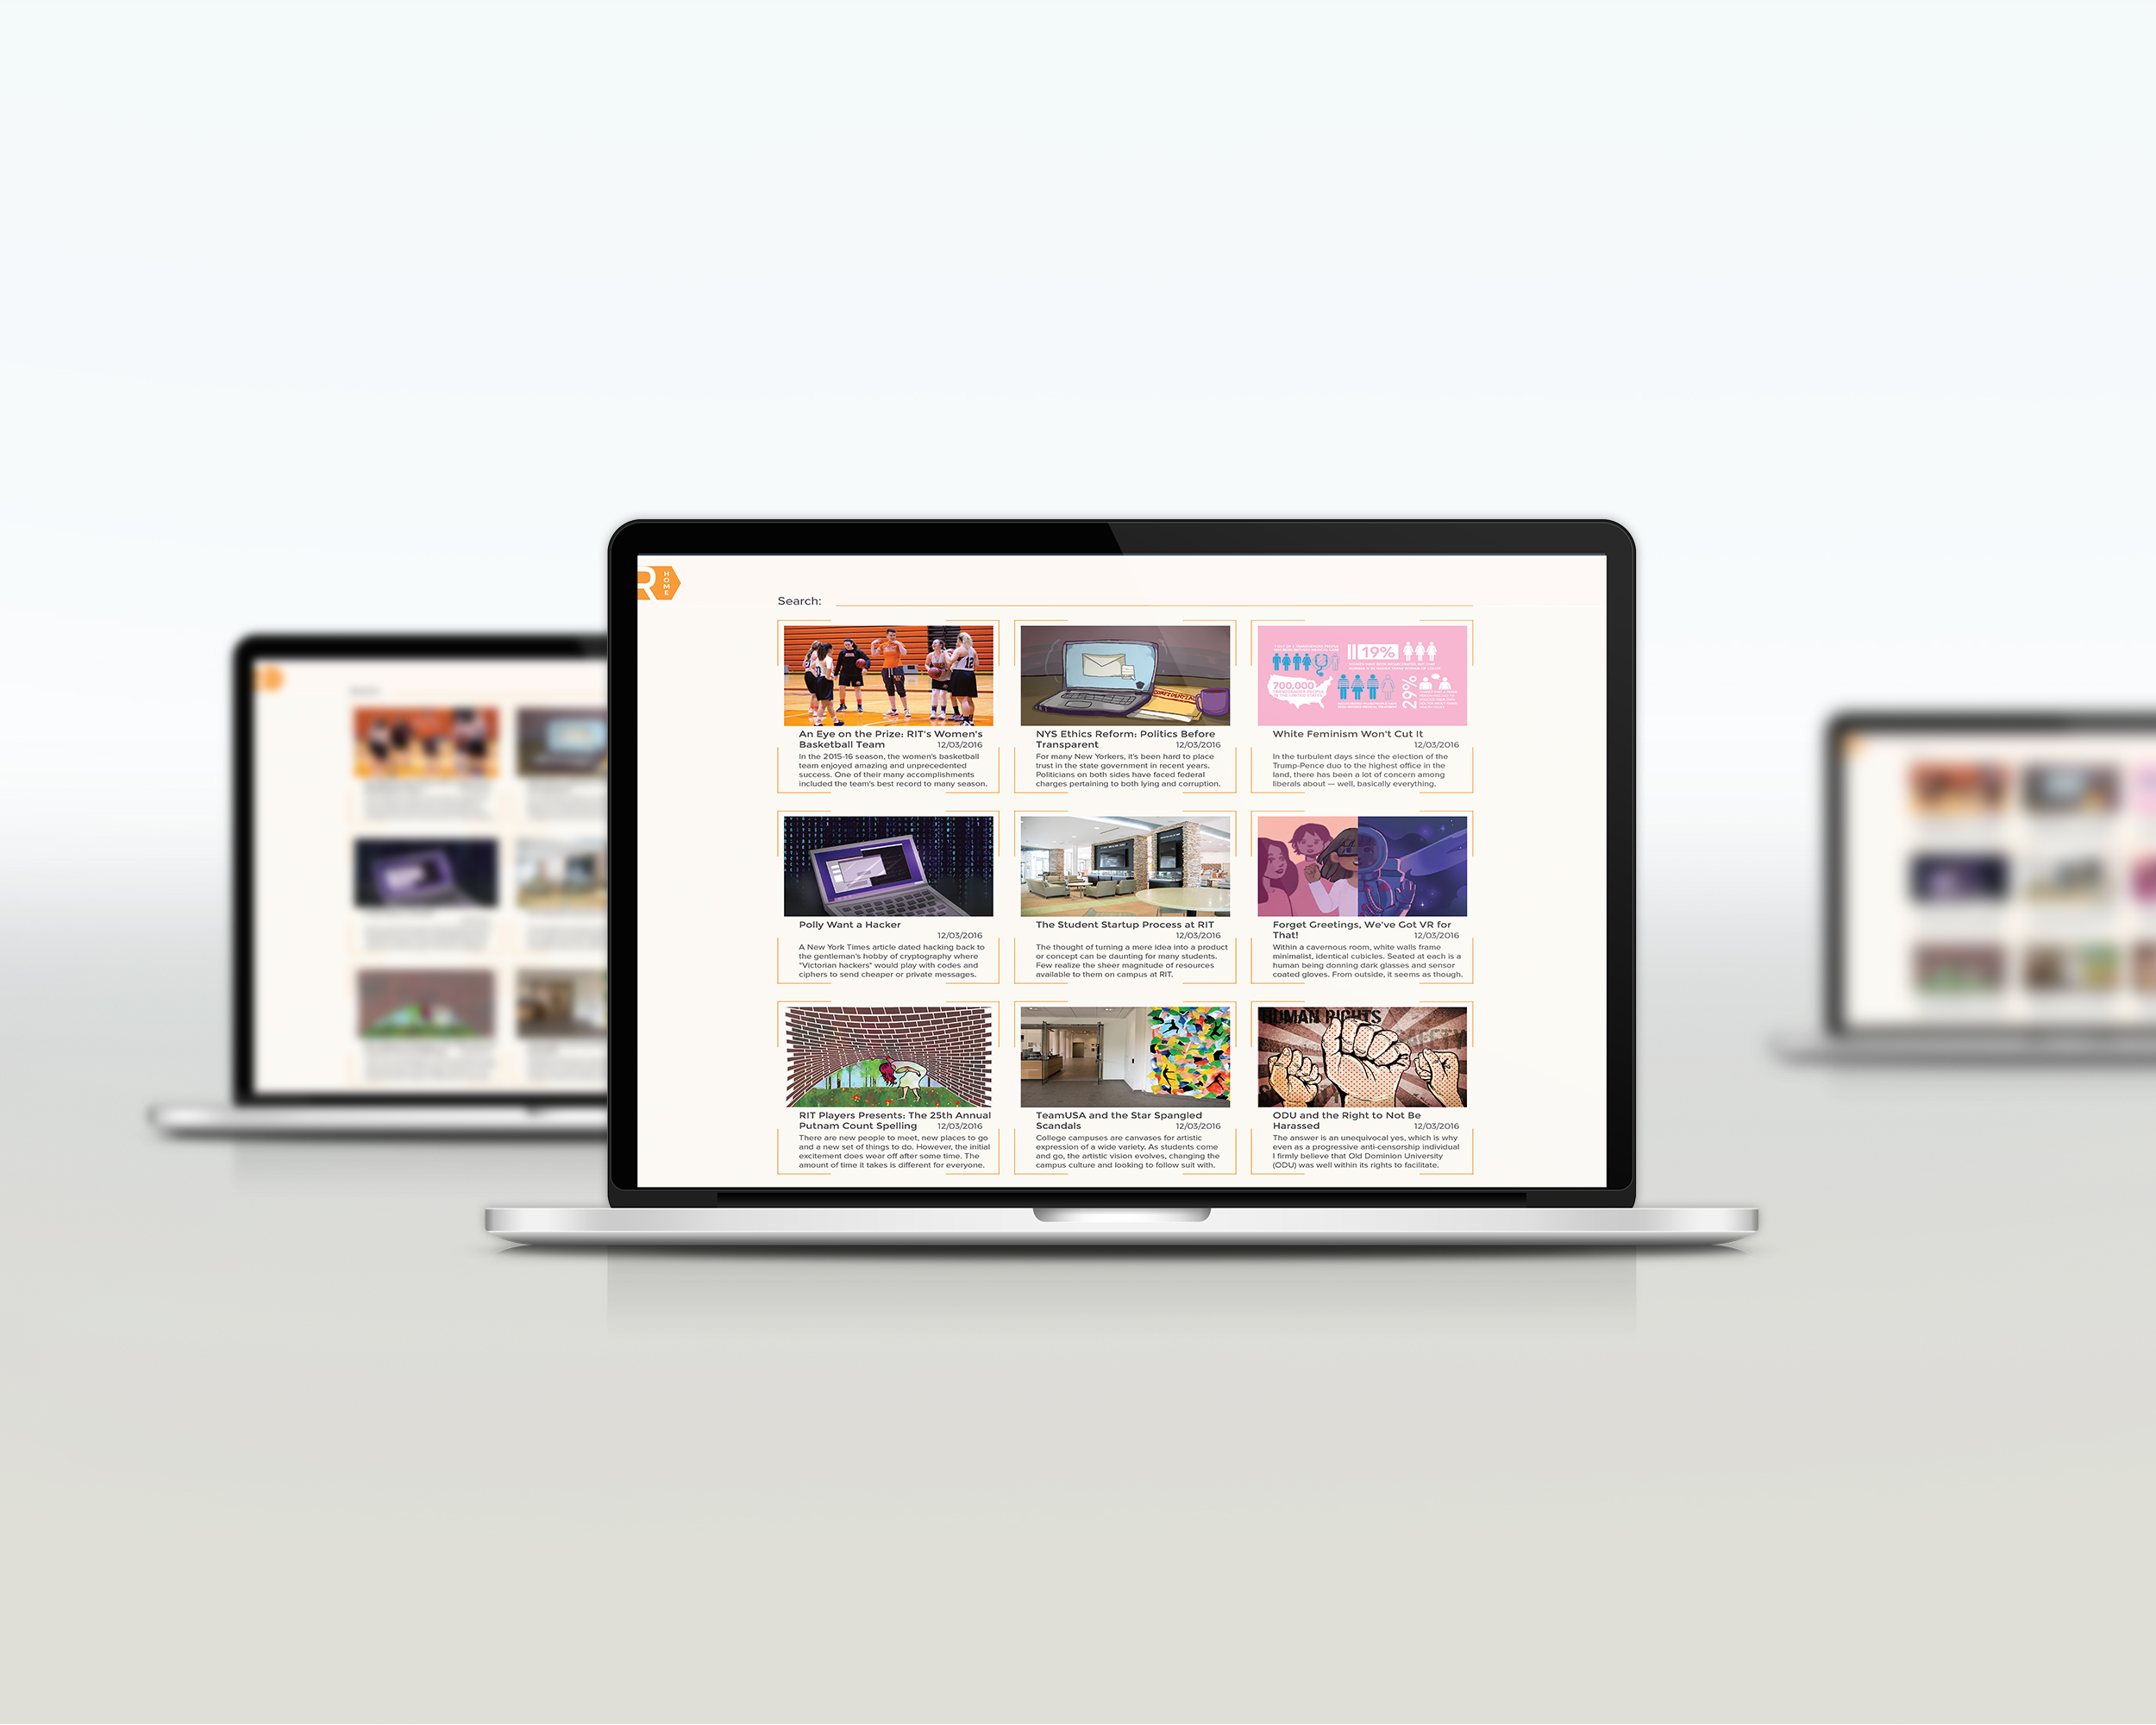 R
HOME
Search:
An Eye on the Prize: RIT's Women's
Basketball Team 12/03/2016
In the 2015-16 season, the women's basketball
team enjoyed amazing and unprecedented
success. One of their many accomplishments
included the team's best record to many season.
NYS Ethics Reform: Politics Before
Transparent 12/03/2016
For many New Yorkers, it's been hard to place
trust in the state government in recent years.
Politicians on both sides have faced federal
charges pertaining to both lying and corruption.
19%
700,000
TRANSGENDER PEOPLE
IN THE UNITED STATES
29%
White Feminism Won't Cut It
12/03/2016
In the turbulent days since the election of the
Trump-Pence duo to the highest office in the
land, there has been a lot of concern among
liberals about — well, basically everything.
Polly Want a Hacker
12/03/2016
A New York Times article dated hacking back to
the gentleman's hobby of cryptography where
"Victorian hackers" would play with codes and
ciphers to send cheaper or private messages.
The Student Startup Process at RIT
12/03/2016
The thought of turning a mere idea into a product
or concept can be daunting for many students.
Few realize the sheer magnitude of resources
available to them on campus at RIT.
Forget Greetings, We've Got VR for
That! 12/03/2016
Within a cavernous room, white walls frame
minimalist, identical cubicles. Seated at each is a
human being donning dark glasses and sensor
coated gloves. From outside, it seems as though.
RIT Players Presents: The 25th Annual
Putnam Count Spelling 12/03/2016
There are new people to meet, new places to go
and a new set of things to do. However, the initial
excitement does wear off after some time. The
amount of time it takes is different for everyone.
TeamUSA and the Star Spangled
Scandals 12/03/2016
College campuses are canvases for artistic
expression of a wide variety. As students come
and go, the artistic vision evolves, changing the
campus culture and looking to follow suit with.
HUMAN RIGHTS
ODU and the Right to Not Be
Harassed 12/03/2016
The answer is an unequivocal yes, which is why
even as a progressive anti-censorship individual
I firmly believe that Old Dominion University
(ODU) was well within its rights to facilitate.